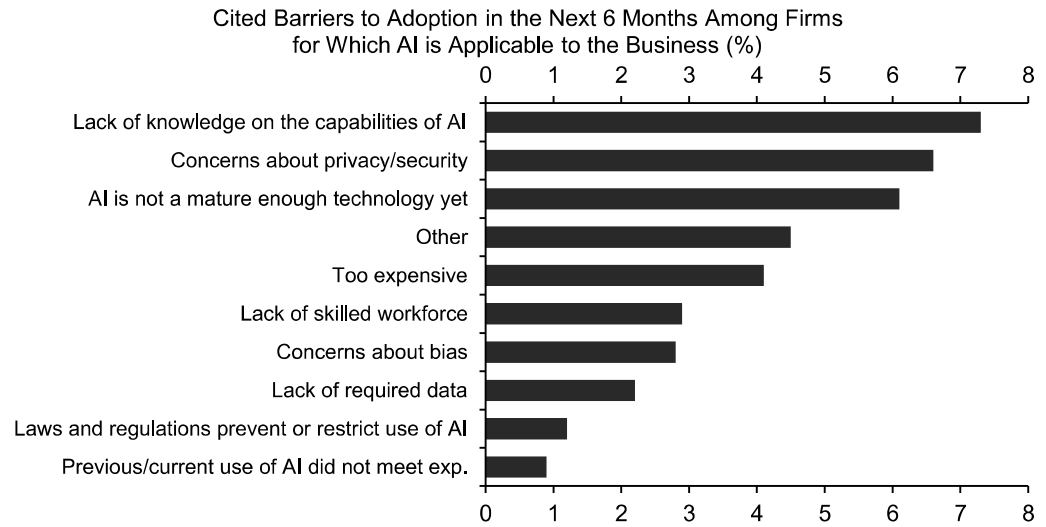 Cited Barriers to Adoption in the Next 6 Months Among Firms
for Which AI is Applicable to the Business (%)
0 1 2 3 4 5 6 7 8
Lack of knowledge on the capabilities of AI
Concerns about privacy/security
AI is not a mature enough technology yet
Other
Too expensive
Lack of skilled workforce
Concerns about bias
Lack of required data
Laws and regulations prevent or restrict use of AI
Previous/current use of AI did not meet exp.
0 1 2 3 4 5 6 7 8